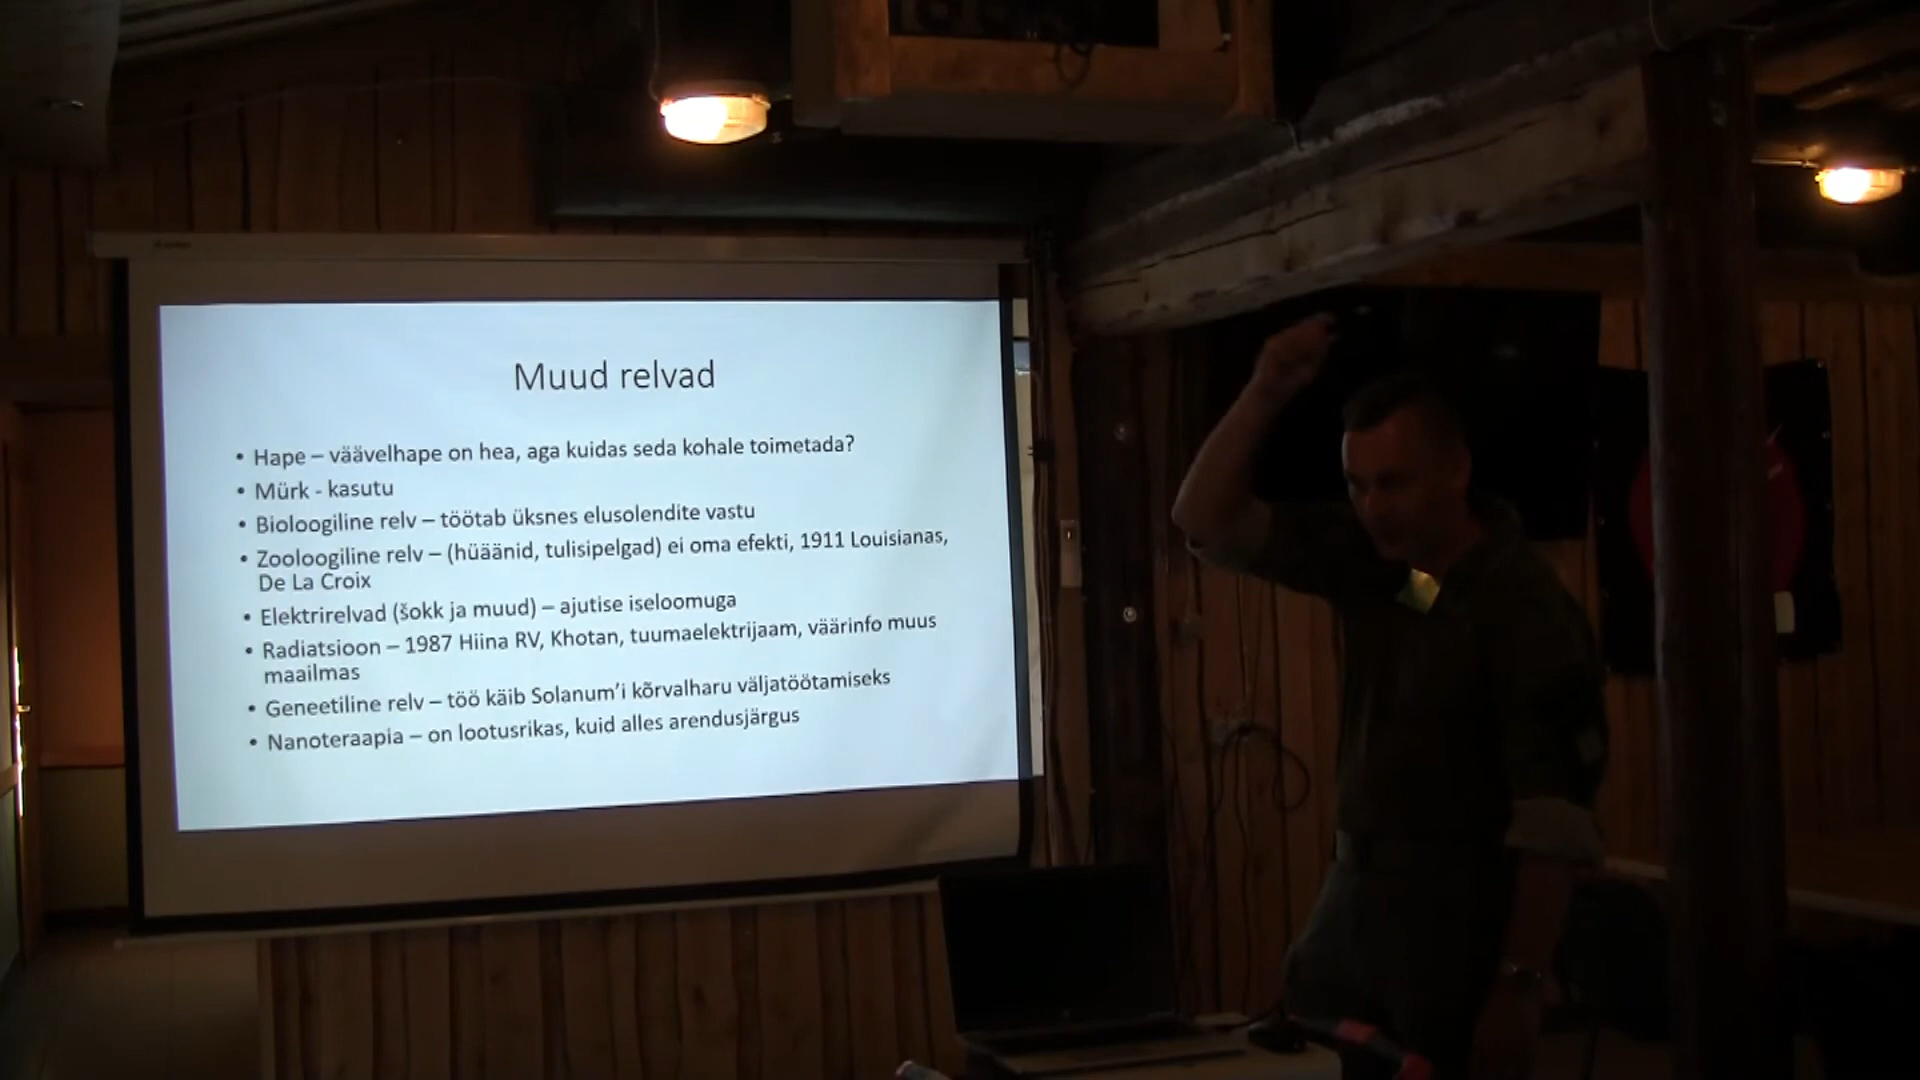 Muud relvad
• Hape – väävelhape on hea, aga kuidas seda kohale toimetada?
• Mürk - kasutu
• Bioloogiline relv – töötab üksnes elusolendite vastu
• Zooloogiline relv – (hüäänid, tulisipelgad) ei oma efekti, 1911 Louisianas,
De La Croix
• Elektrirelvad (šokk ja muud) – ajutise iseloomuga
• Radiatsioon – 1987 Hiina RV, Khotan, tuumaelektrijaam, väärinfo muus
maailmas
• Geneetiline relv – töö käib Solanum’i kõrvalharu väljatöötamiseks
• Nanoteraapia – on lootusrikas, kuid alles arendusjärgus